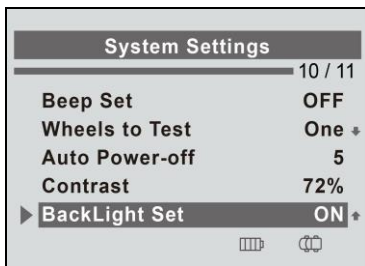 System Settings
10 / 11
Beep Set OFF
Wheels to Test One
Auto Power-off 5
Contrast 72%
BackLight Set ON